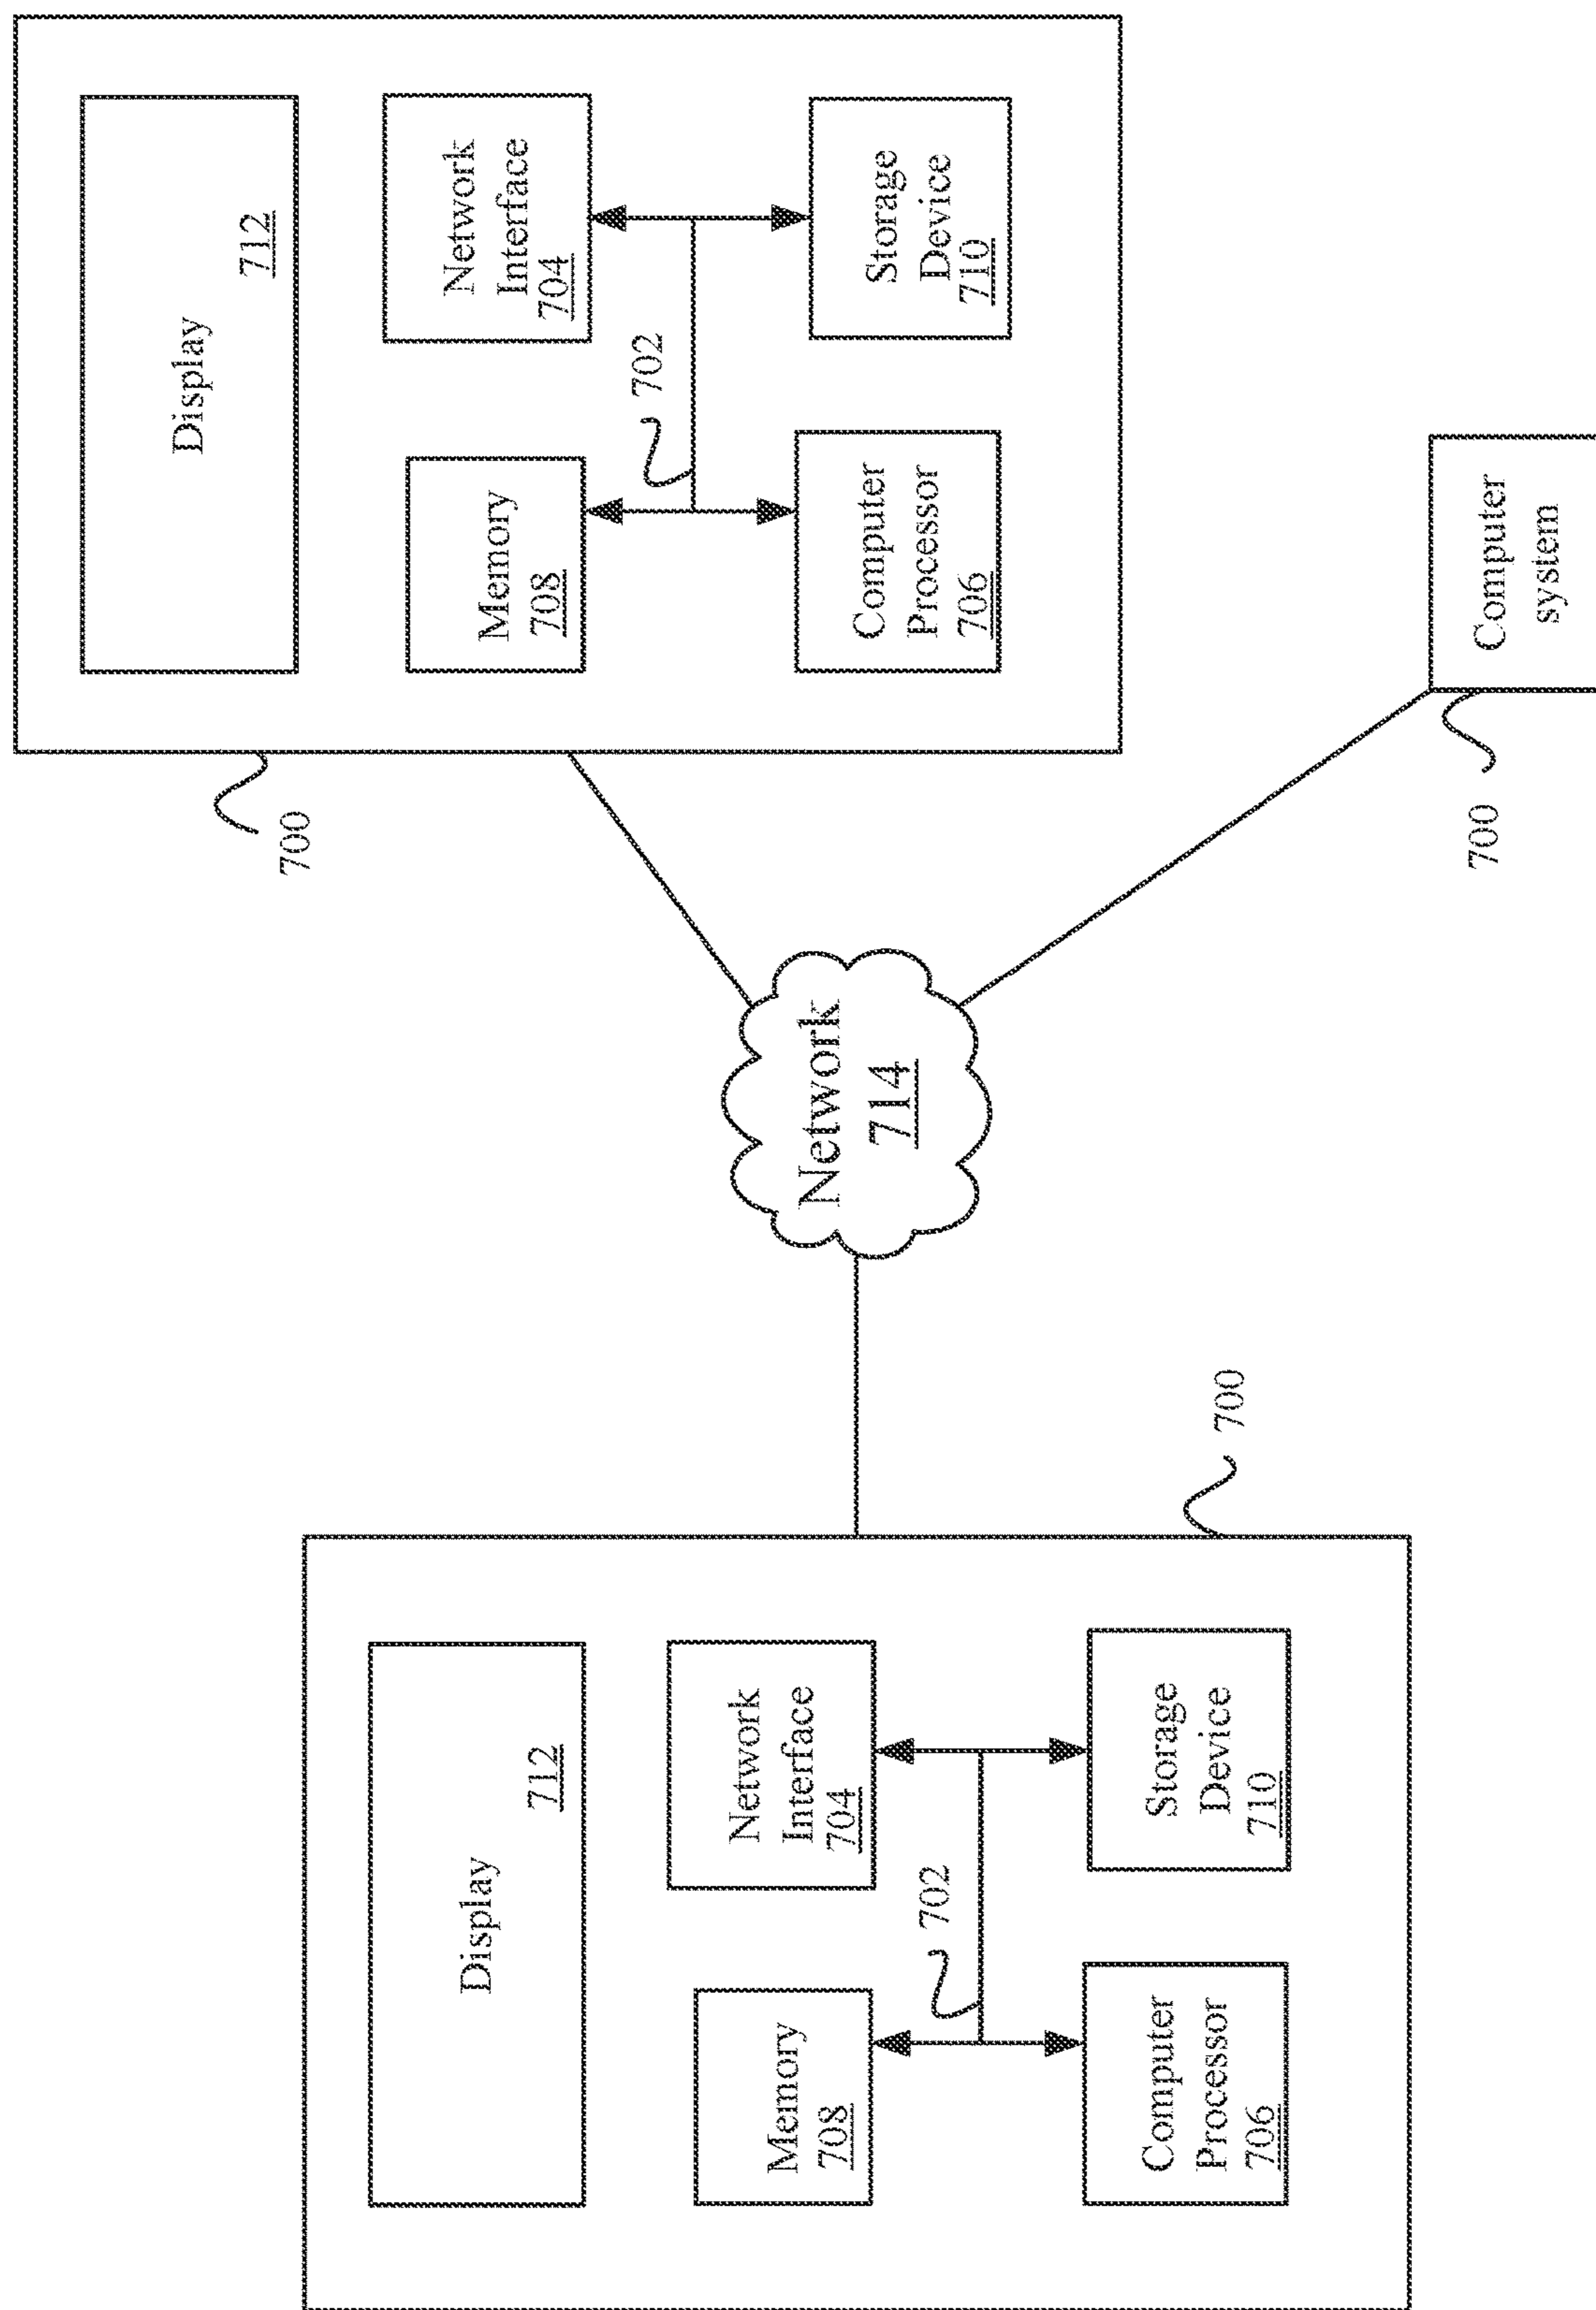 Display
712
Memory
708
Network
Interface
704
702
Computer
Processor
706
Storage
Device
710
700
Network
714
Display
712
Memory
708
Network
Interface
704
702
Computer
Processor
706
Storage
Device
710
700
700
Computer
system